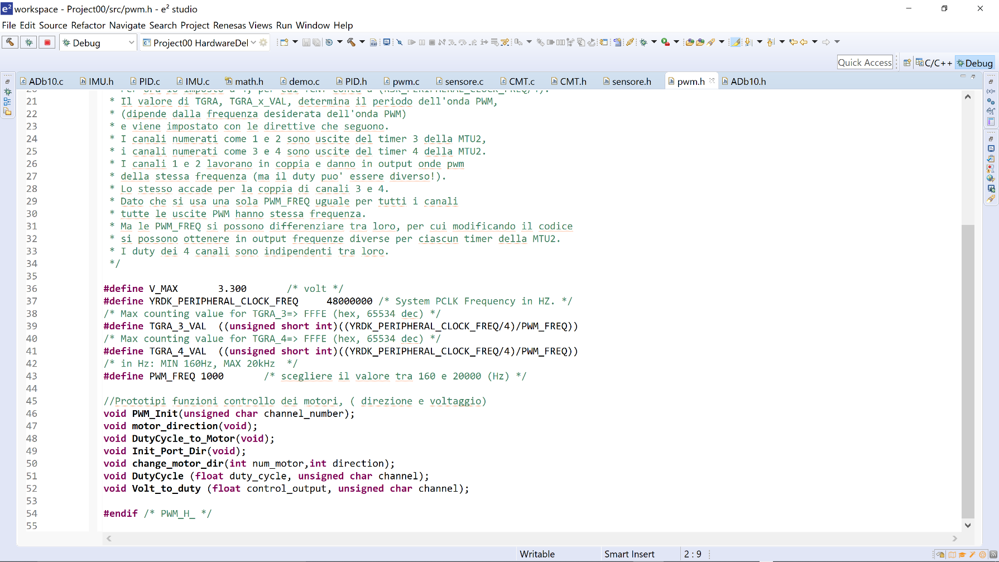 workspace - Project00/src/pwm.h - e² studio
File Edit Source Refactor Navigate Search Project Renesas Views Run Window Help
Debug
Project00 HardwareDel
Quick Access
C/C++
Debug
ADb10.c IMU.h PID.c IMU.c math.h demo.c PID.h pwm.c sensore.c CMT.c CMT.h sensore.h pwm.h ADb10.h
21 * Il valore di TGRA, TGRA_x_VAL, determina il periodo dell'onda PWM,
22 * (dipende dalla frequenza desiderata dell'onda PWM)
23 * e viene impostato con le direttive che seguono.
24 * I canali numerati come 1 e 2 sono uscite del timer 3 della MTU2,
25 * i canali numerati come 3 e 4 sono uscite del timer 4 della MTU2.
26 * I canali 1 e 2 lavorano in coppia e danno in output onde pwm
27 * della stessa frequenza (ma il duty puo' essere diverso!).
28 * Lo stesso accade per la coppia di canali 3 e 4.
29 * Dato che si usa una sola PWM_FREQ uguale per tutti i canali
30 * tutte le uscite PWM hanno stessa frequenza.
31 * Ma le PWM_FREQ si possono differenziare tra loro, per cui modificando il codice
32 * si possono ottenere in output frequenze diverse per ciascun timer della MTU2.
33 * I duty dei 4 canali sono indipendenti tra loro.
34 */
35
36 #define V_MAX 3.300 /* volt */
37 #define YRDK_PERIPHERAL_CLOCK_FREQ 48000000 /* System PCLK Frequency in HZ. */
38 /* Max counting value for TGRA_3=> FFFE (hex, 65534 dec) */
39 #define TGRA_3_VAL ((unsigned short int)((YRDK_PERIPHERAL_CLOCK_FREQ/4)/PWM_FREQ))
40 /* Max counting value for TGRA_4=> FFFE (hex, 65534 dec) */
41 #define TGRA_4_VAL ((unsigned short int)((YRDK_PERIPHERAL_CLOCK_FREQ/4)/PWM_FREQ))
42 /* in Hz: MIN 160Hz, MAX 20kHz */
43 #define PWM_FREQ 1000 /* scegliere il valore tra 160 e 20000 (Hz) */
44
45 //Prototipi funzioni controllo dei motori, ( direzione e voltaggio)
46 void PWM_Init(unsigned char channel_number);
47 void motor_direction(void);
48 void DutyCycle_to_Motor(void);
49 void Init_Port_Dir(void);
50 void change_motor_dir(int num_motor,int direction);
51 void DutyCycle (float duty_cycle, unsigned char channel);
52 void Volt_to_duty (float control_output, unsigned char channel);
53
54 #endif /* PWM_H_ */
55
Writable Smart Insert 2 : 9